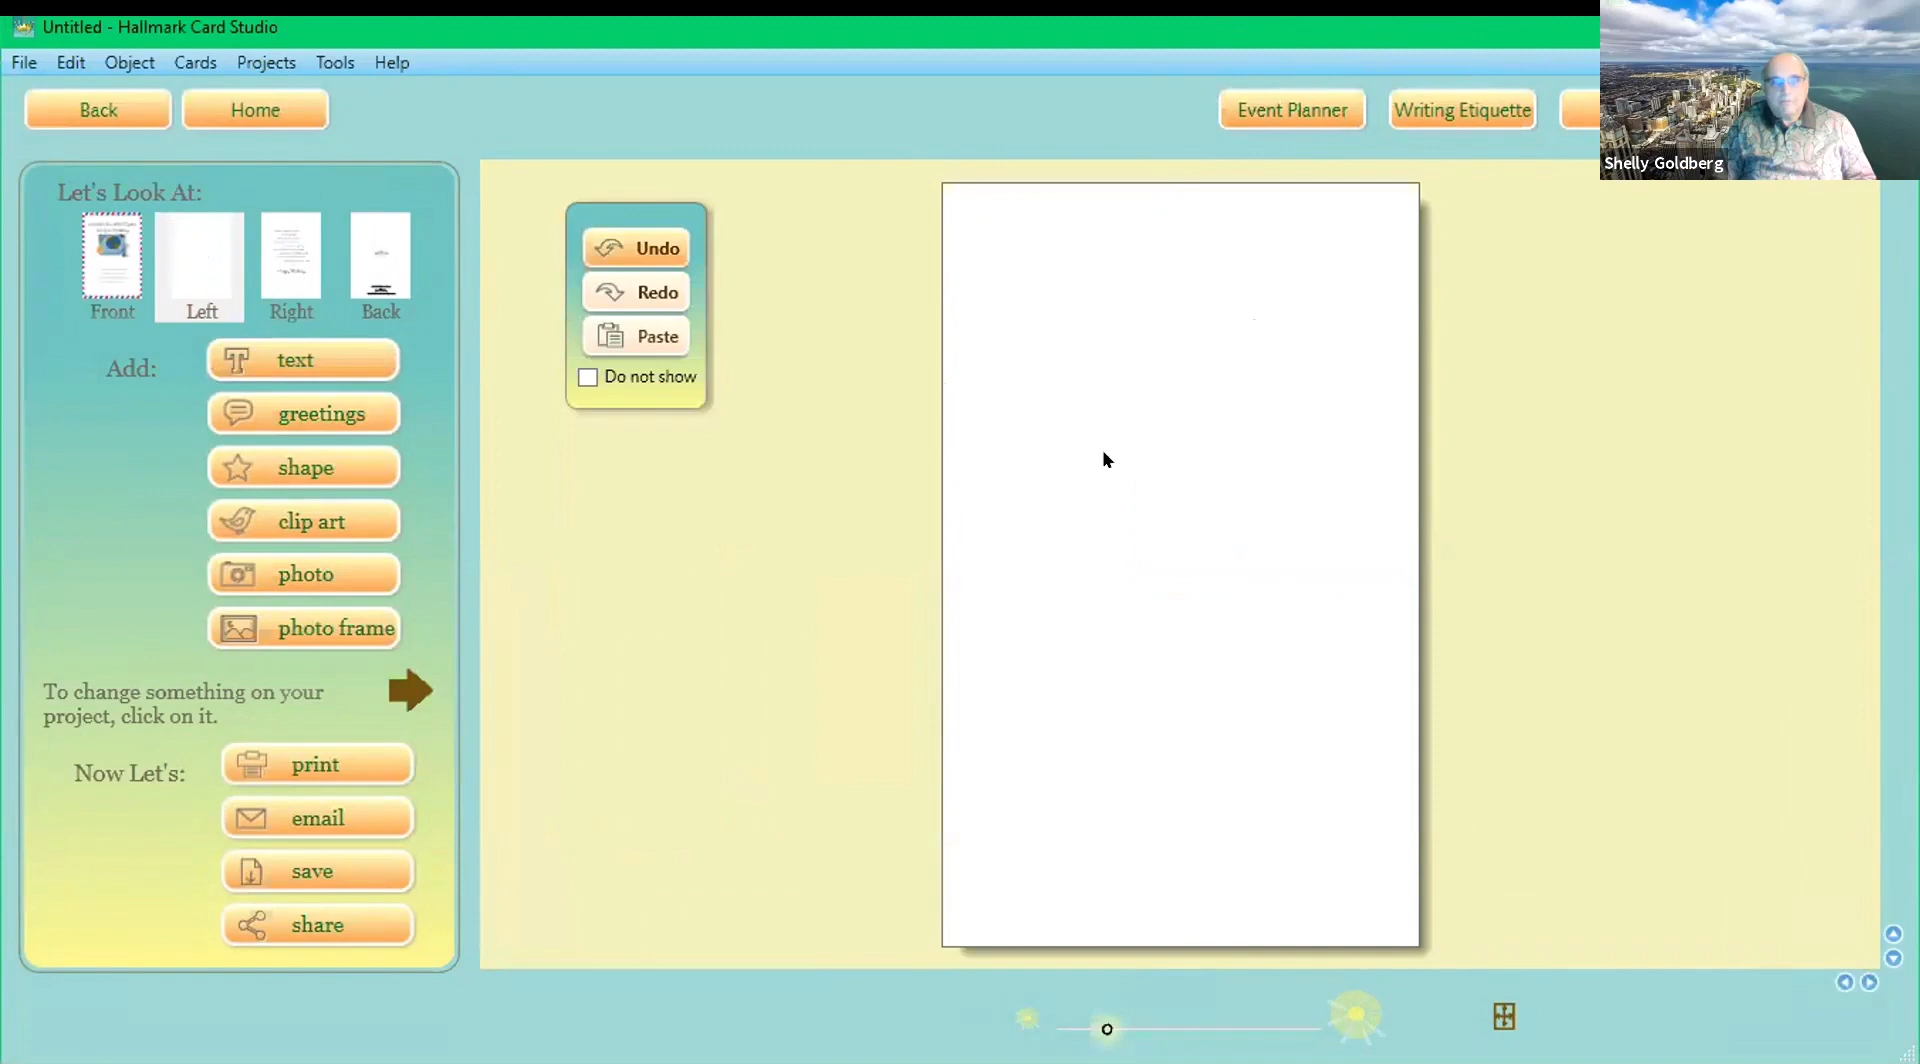 Untitled - Hallmark Card Studio
File Edit Object Cards Projects Tools Help
Back Home Event Planner Writing Etiquette
Shelly Goldberg
Let's Look At:
Front Left Right Back
Add:
text
greetings
shape
clip art
photo
photo frame
To change something on your
project, click on it.
Now Let's:
print
email
save
share
Undo
Redo
Paste
Do not show